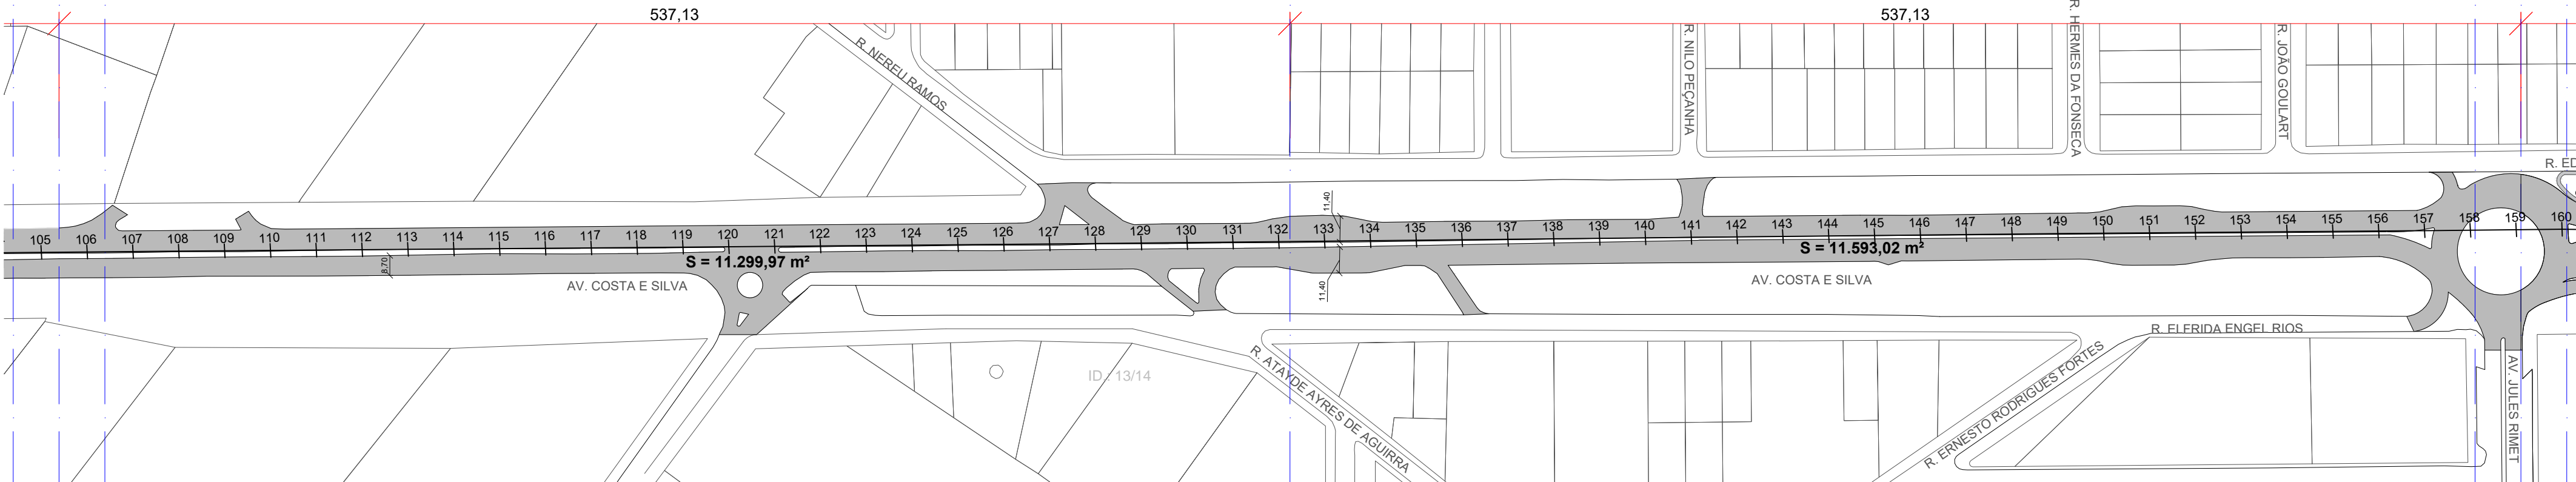 537,13
537,13
R. NEREU RAMOS
R. NILO PEÇANHA
R. HERMES DA FONSECA
R. JOÃO GOULART
R. ED
11,40
105 106 107 108 109 110 111 112 113 114 115 116 117 118 119 120 121 122 123 124 125 126 127 128 129 130 131 132 133 134 135 136 137 138 139 140 141 142 143 144 145 146 147 148 149 150 151 152 153 154 155 156 157 158 159 160
S = 11.299,97 m²
S = 11.593,02 m²
8,70
11,40
AV. COSTA E SILVA
AV. COSTA E SILVA
R. ELFRIDA ENGEL RIOS
R. ATAYDE AYRES DE AGUIRRA
R. ERNESTO RODRIGUES FORTES
AV. JULES RIMET
ID.: 13/14